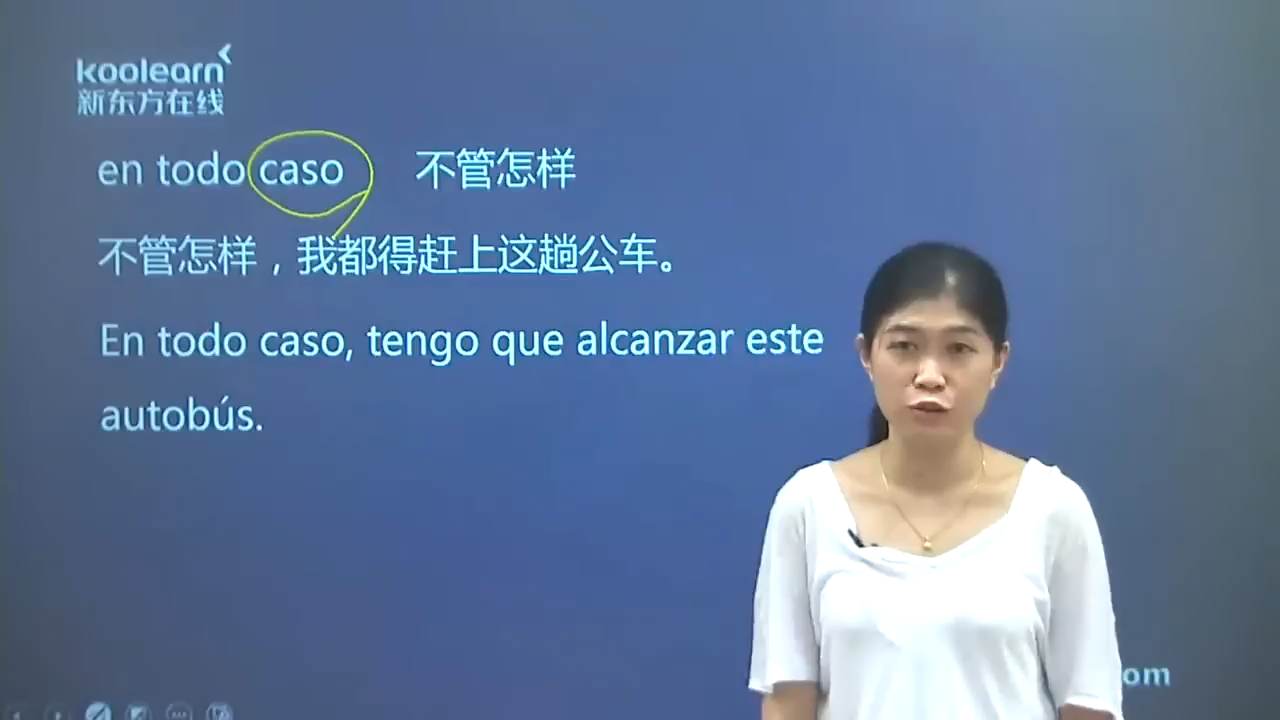 koolearn
新东方在线
en todo caso 不管怎样
不管怎样，我都得赶上这趟公车。
En todo caso, tengo que alcanzar este
autobús.
om